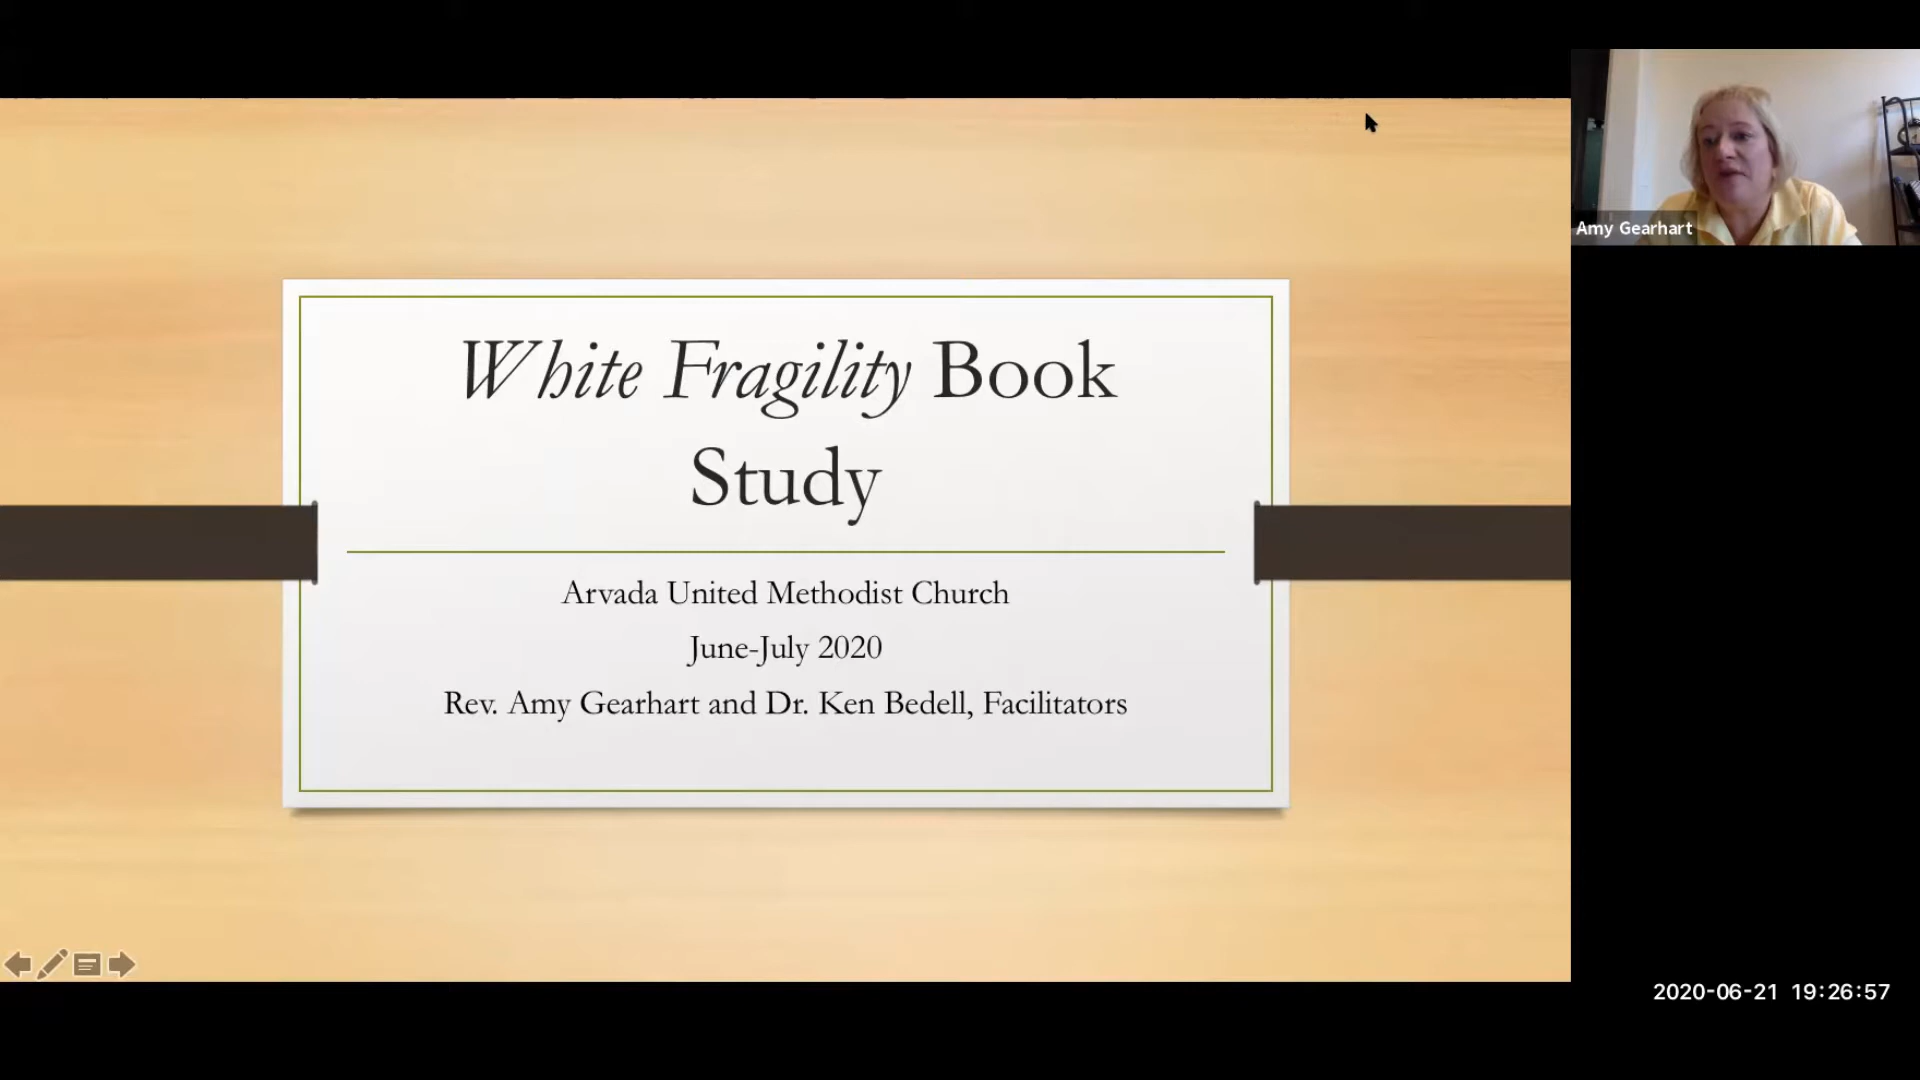 White Fragility Book
Study
Arvada United Methodist Church
June-July 2020
Rev. Amy Gearhart and Dr. Ken Bedell, Facilitators
Amy Gearhart
2020-06-21 19:26:57